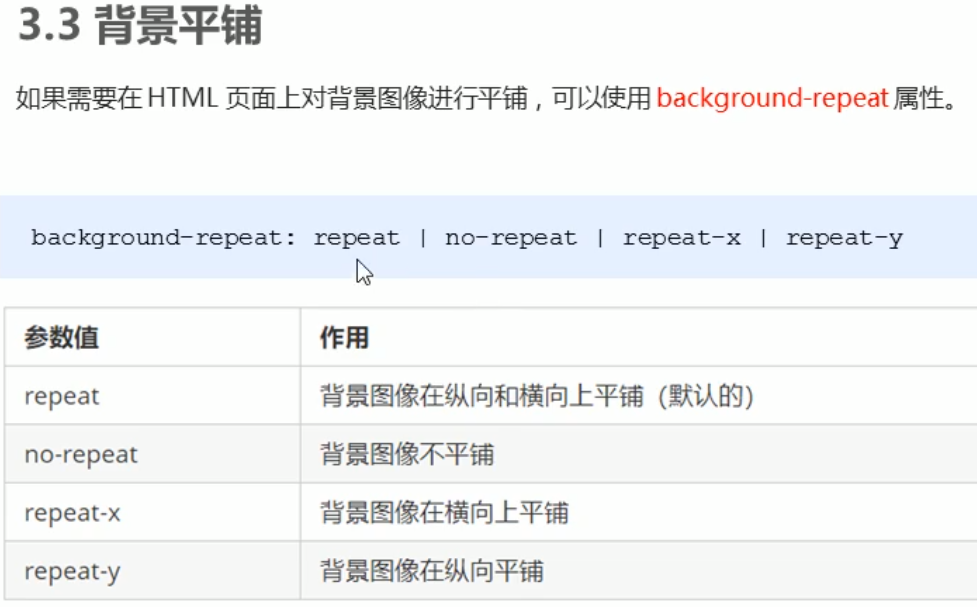 3.3 背景平铺
如果需要在 HTML 页面上对背景图像进行平铺，可以使用 background-repeat 属性。
background-repeat: repeat | no-repeat | repeat-x | repeat-y
参数值 作用
repeat 背景图像在纵向和横向上平铺（默认的）
no-repeat 背景图像不平铺
repeat-x 背景图像在横向上平铺
repeat-y 背景图像在纵向平铺